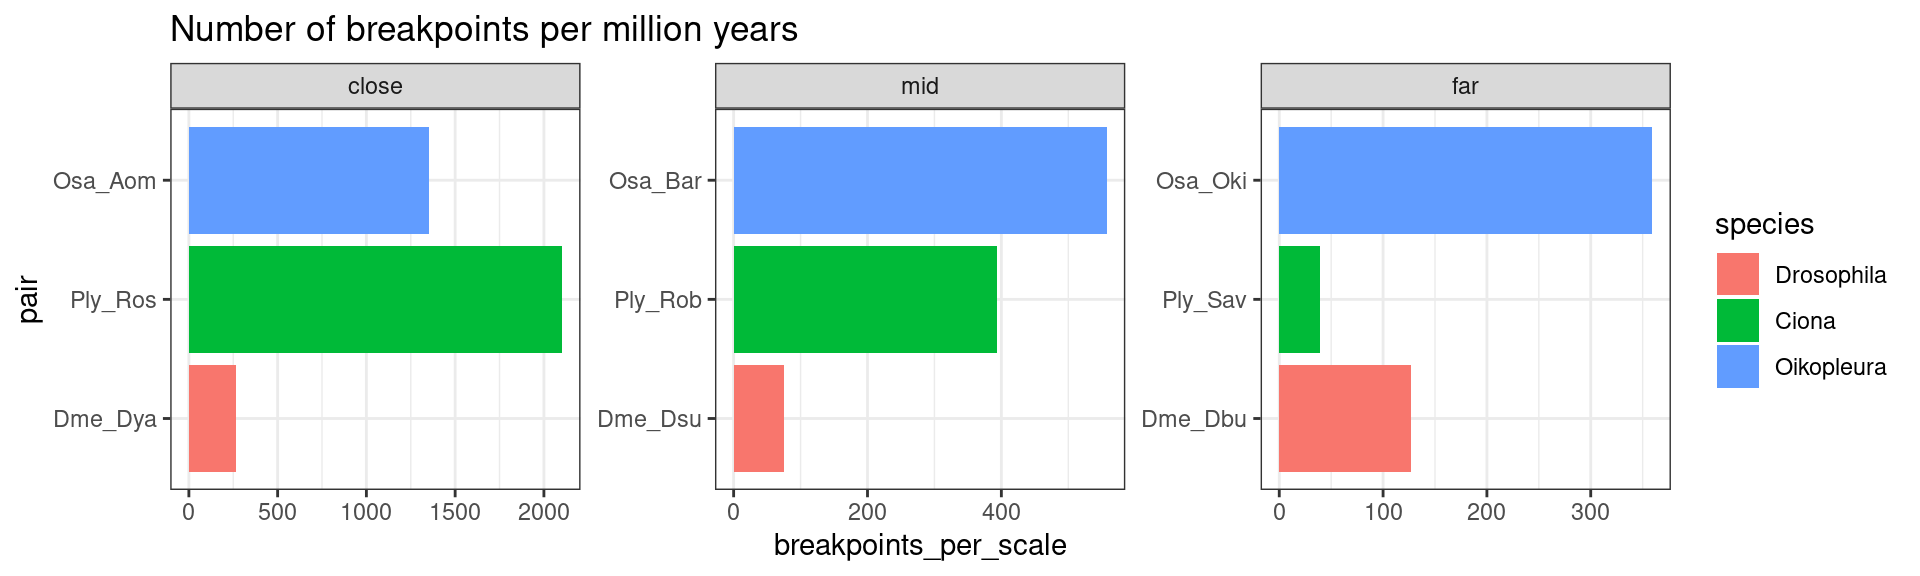 Number of breakpoints per million years
close
mid
far
Osa_Aom
Ply_Ros
Dme_Dya
Osa_Bar
Ply_Rob
Dme_Dsu
Osa_Oki
Ply_Sav
Dme_Dbu
pair
0 500 1000 1500 2000
0 200 400
0 100 200 300
breakpoints_per_scale
species
Drosophila
Ciona
Oikopleura